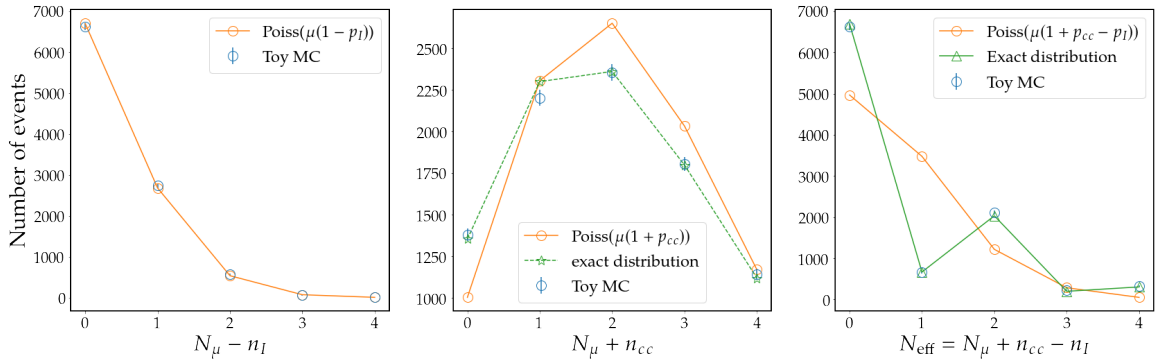 Number of events
7000
6000
5000
4000
3000
2000
1000
0
0 1 2 3 4
N_μ − n_I
Poiss(μ(1 − p_I))
Toy MC
2500
2250
2000
1750
1500
1250
1000
0 1 2 3 4
N_μ + n_cc
Poiss(μ(1 + p_cc))
exact distribution
Toy MC
7000
6000
5000
4000
3000
2000
1000
0
0 1 2 3 4
N_eff = N_μ + n_cc − n_I
Poiss(μ(1 + p_cc − p_I))
Exact distribution
Toy MC